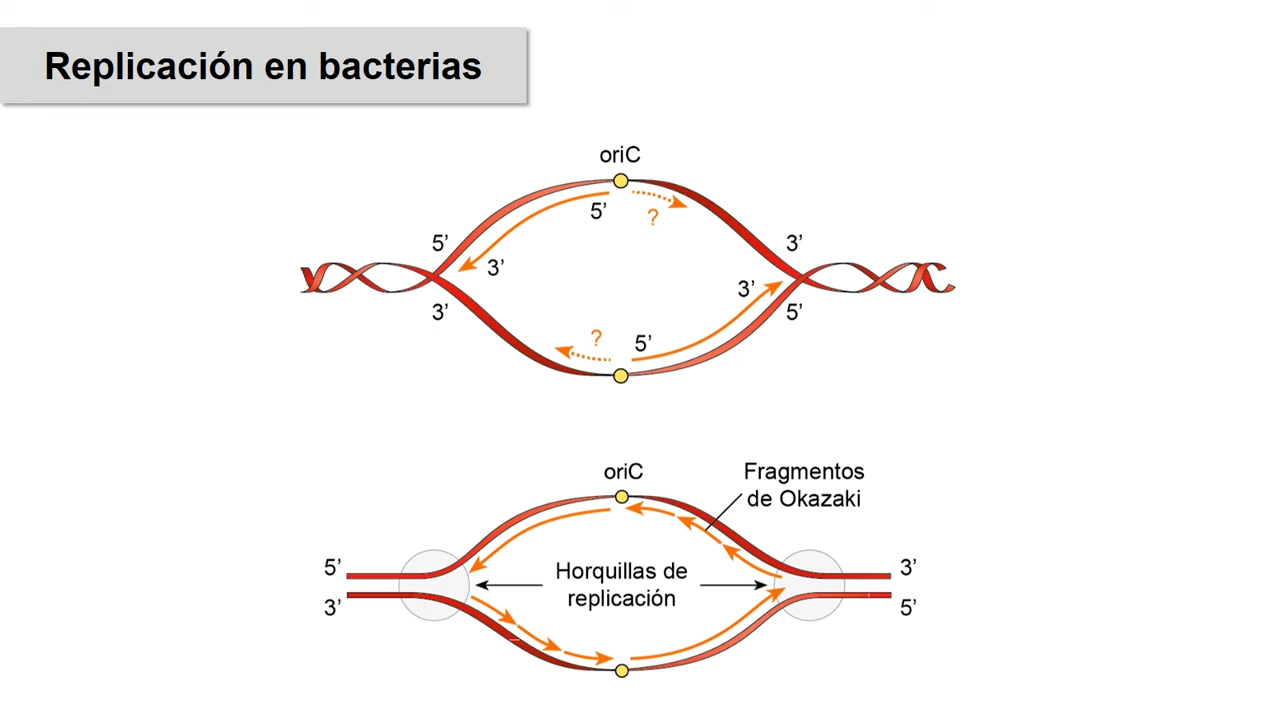 Replicación en bacterias
oriC
5’
?
5’
3’
3’
3’
3’
5’
?
5’
oriC
Fragmentos
de Okazaki
5’
3’
Horquillas de
replicación
3’
5’